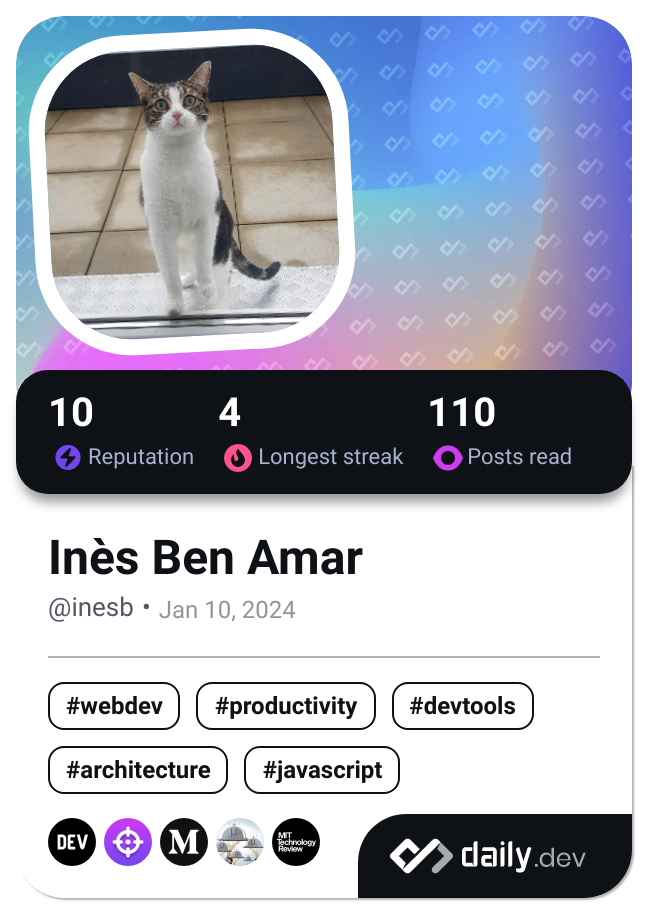 10 4 110
Reputation Longest streak Posts read
Inès Ben Amar
@inesb • Jan 10, 2024
#webdev #productivity #devtools
#architecture #javascript
DEV M MIT Technology Review
daily.dev